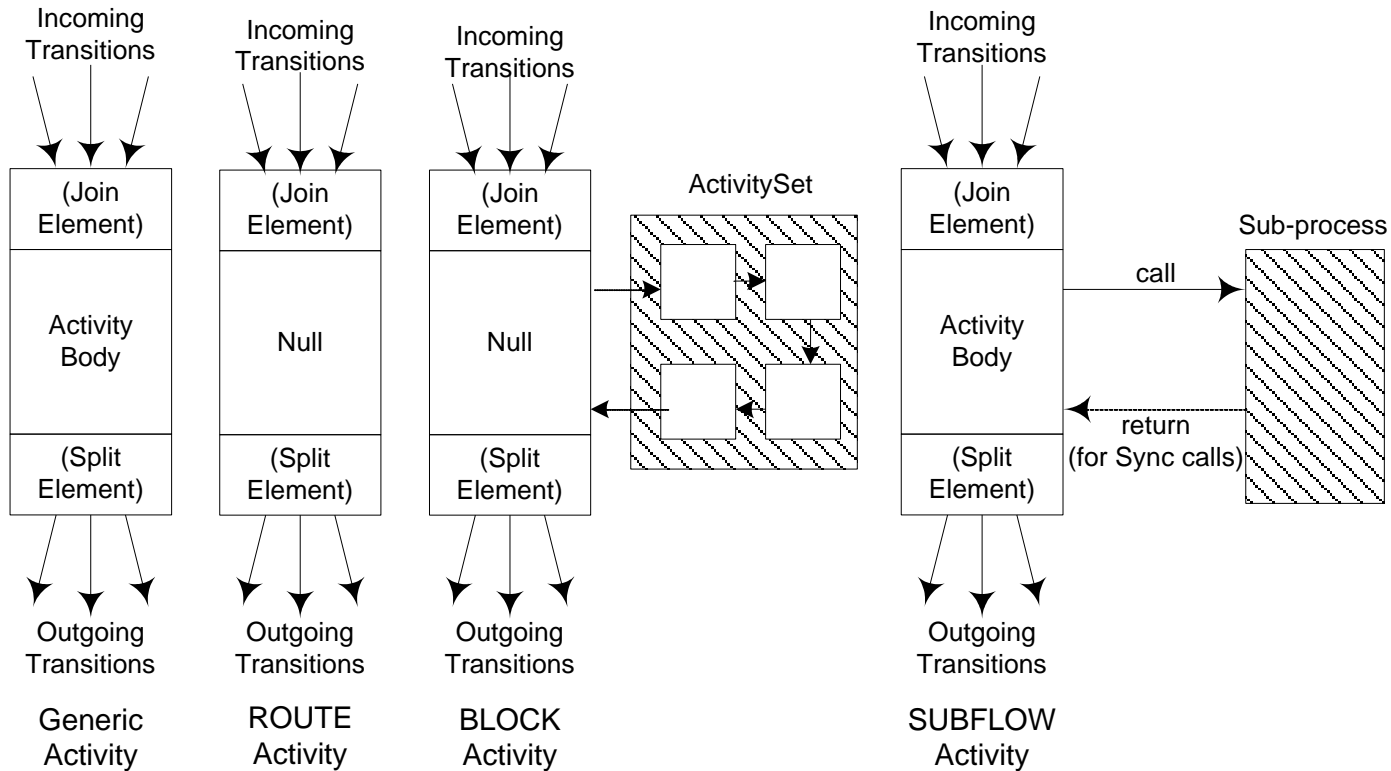 Incoming
Transitions
(Join
Element)
Activity
Body
(Split
Element)
Outgoing
Transitions
Generic
Activity
Incoming
Transitions
(Join
Element)
Null
(Split
Element)
Outgoing
Transitions
ROUTE
Activity
Incoming
Transitions
(Join
Element)
Null
(Split
Element)
Outgoing
Transitions
BLOCK
Activity
ActivitySet
Incoming
Transitions
(Join
Element)
Activity
Body
(Split
Element)
Outgoing
Transitions
SUBFLOW
Activity
call
return
(for Sync calls)
Sub-process